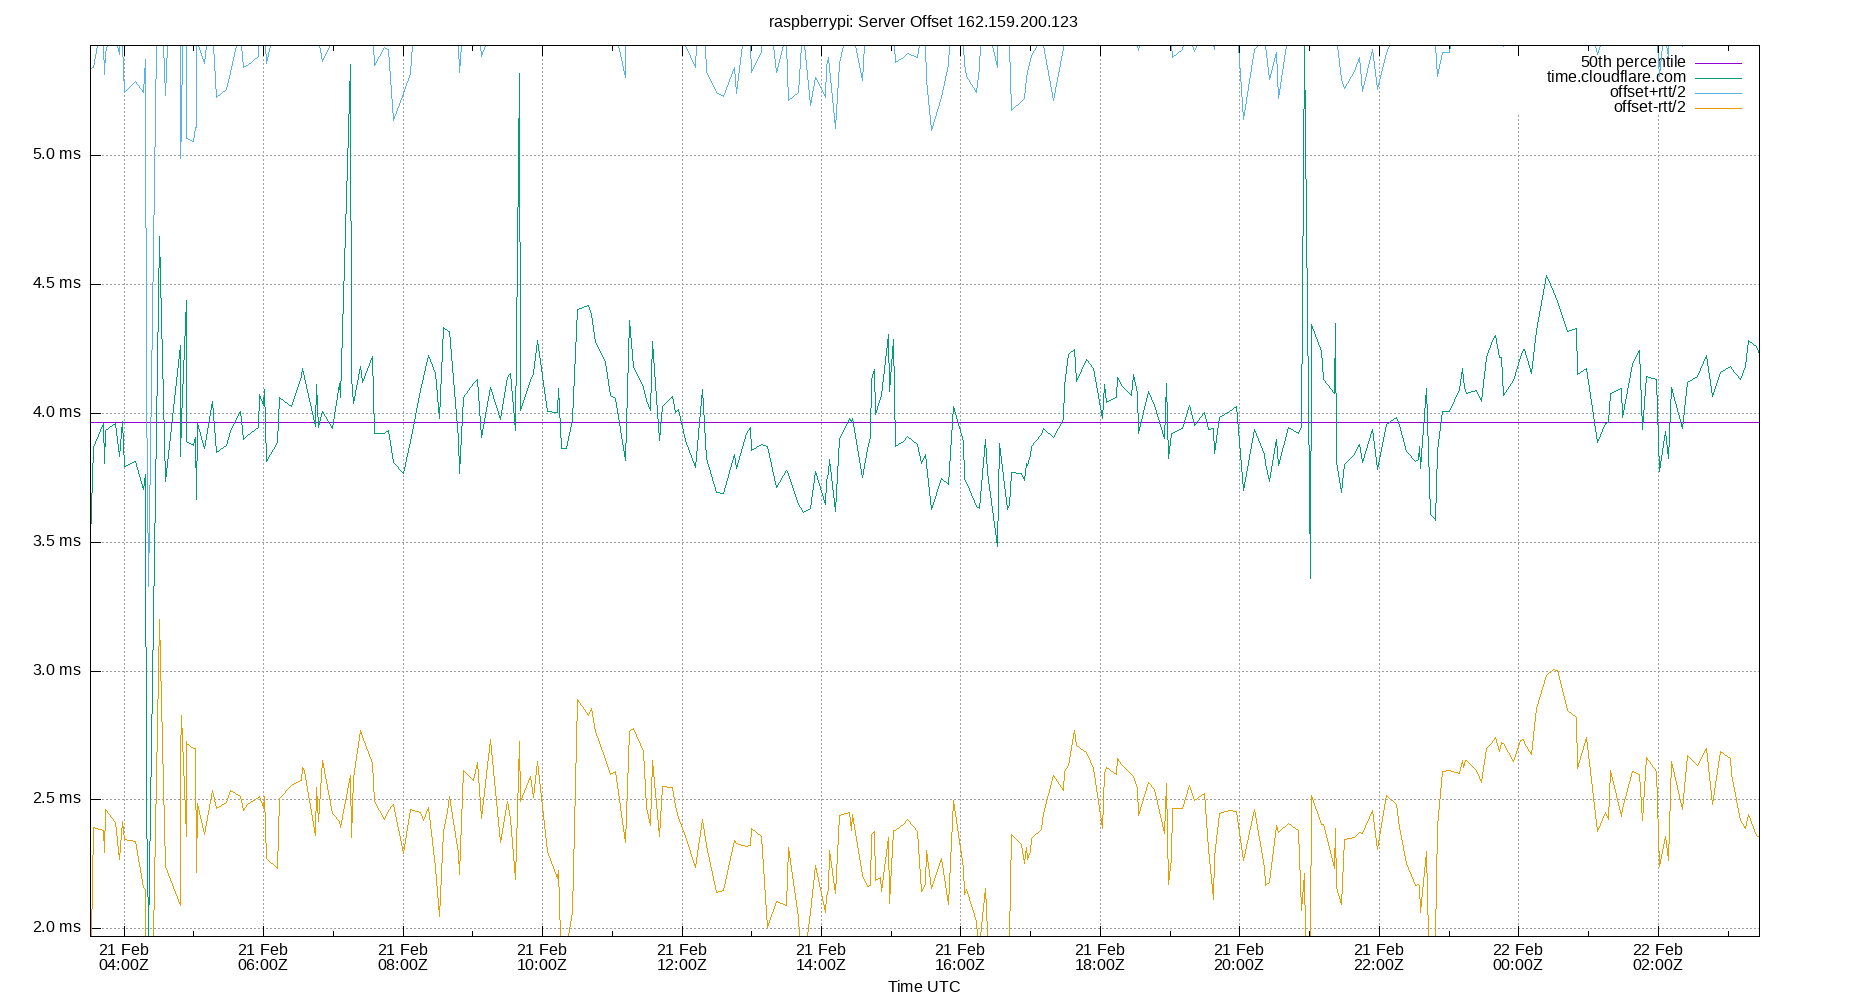 raspberrypi: Server Offset 162.159.200.123
50th percentile
time.cloudflare.com
offset+rtt/2
offset-rtt/2
5.0 ms
4.5 ms
4.0 ms
3.5 ms
3.0 ms
2.5 ms
2.0 ms
21 Feb 21 Feb 21 Feb 21 Feb 21 Feb 21 Feb 21 Feb 21 Feb 21 Feb 21 Feb 22 Feb 22 Feb
04:00Z 06:00Z 08:00Z 10:00Z 12:00Z 14:00Z 16:00Z 18:00Z 20:00Z 22:00Z 00:00Z 02:00Z
Time UTC